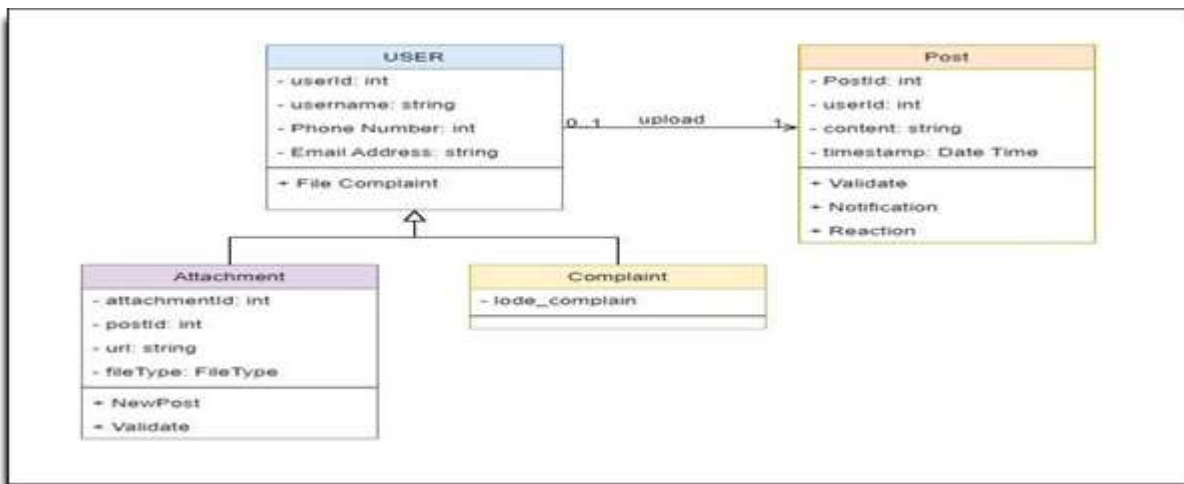 USER
- userId: int
- username: string
- Phone Number: int
- Email Address: string
+ File Complaint
0..1 upload 1
Post
- PostId: int
- userId: int
- content: string
- timestamp: Date Time
+ Validate
+ Notification
+ Reaction
Attachment
- attachmentId: int
- postId: int
- url: string
- fileType: FileType
+ NewPost
+ Validate
Complaint
- lode_complain